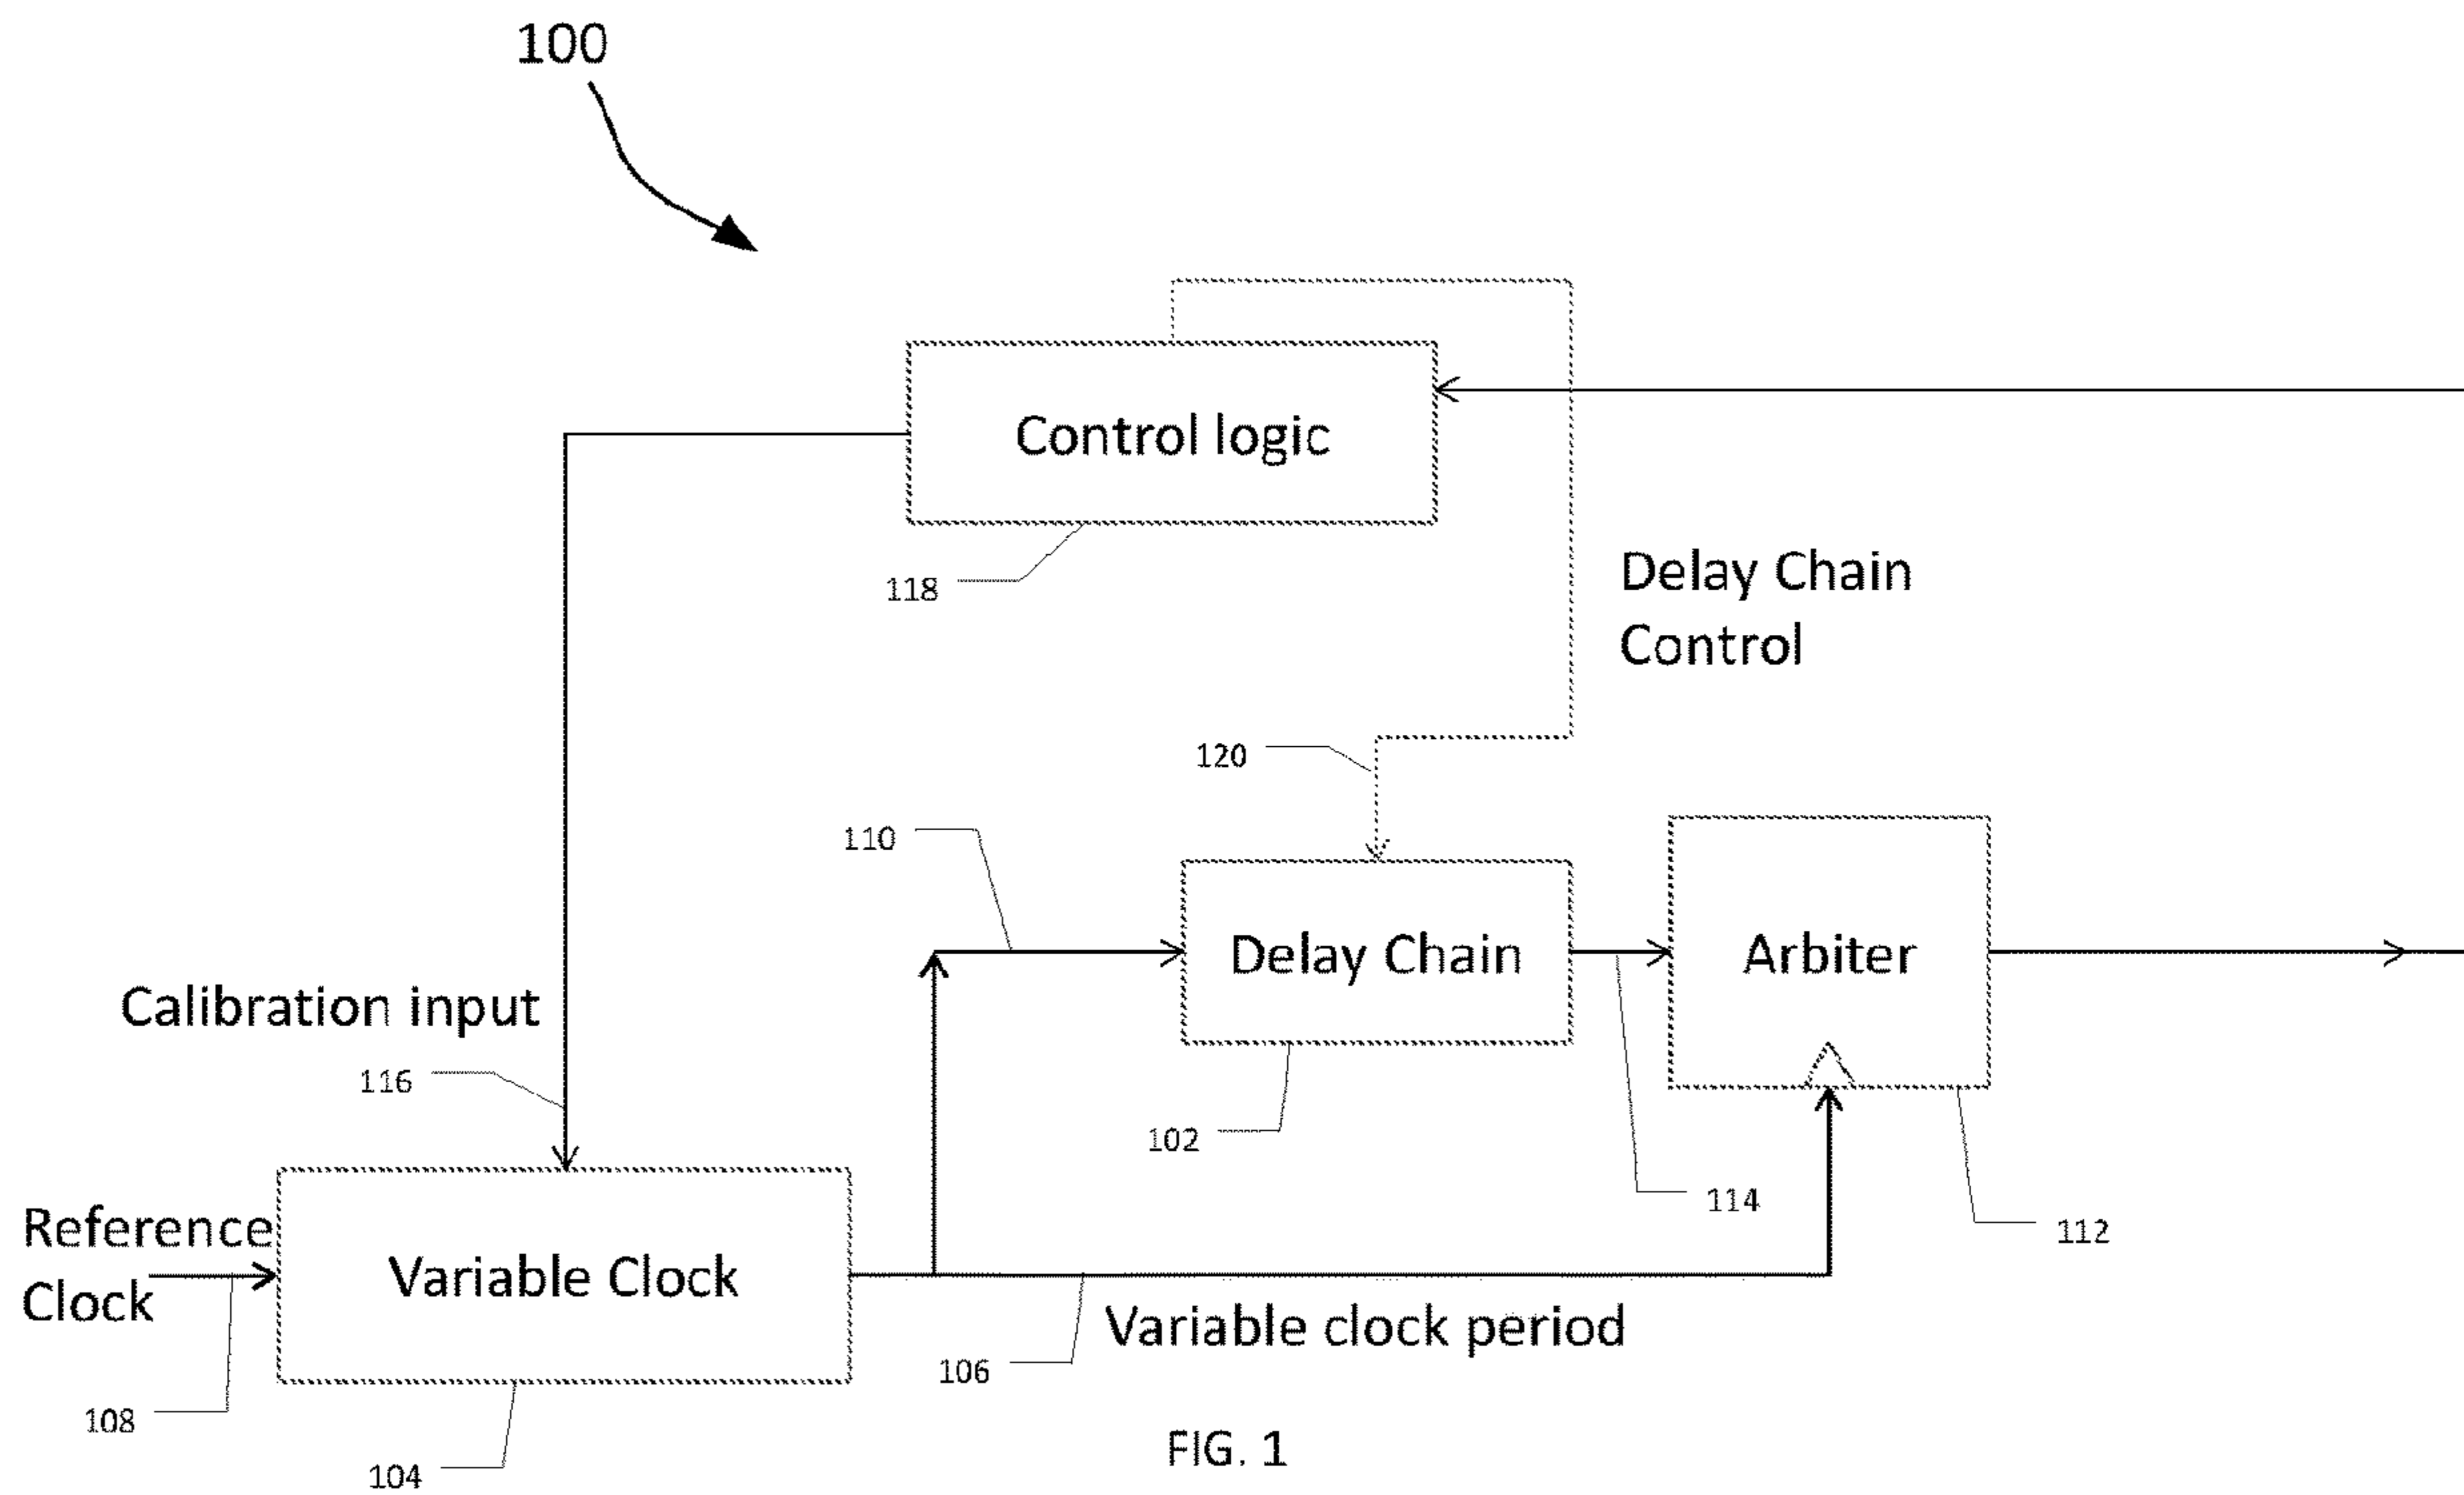 100
Control logic
118
Delay Chain
Control
120
110
Delay Chain
Arbiter
Calibration input
116
102
114
112
Reference
Clock
Variable Clock
Variable clock period
106
108
104
FIG. 1